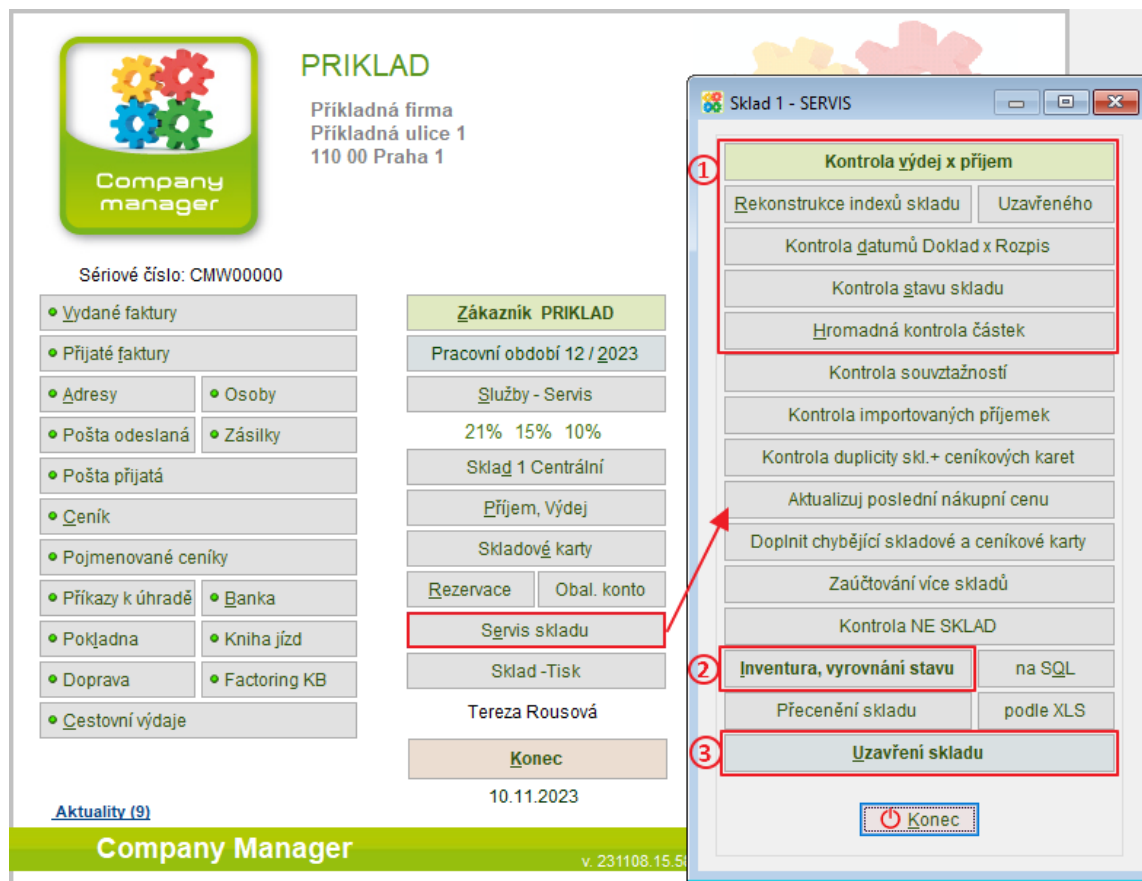 Company
manager
PRIKLAD
Příkladná firma
Příkladná ulice 1
110 00 Praha 1
Sériové číslo: CMW00000
Vydané faktury
Přijaté faktury
Adresy
Osoby
Pošta odeslaná
Zásilky
Pošta přijatá
Ceník
Pojmenované ceníky
Příkazy k úhradě
Banka
Pokladna
Kniha jízd
Doprava
Factoring KB
Cestovní výdaje
Aktuality (9)
Zákazník PRIKLAD
Pracovní období 12 / 2023
Služby - Servis
21% 15% 10%
Sklad 1 Centrální
Příjem, Výdej
Skladové karty
Rezervace
Obal. konto
Servis skladu
Sklad -Tisk
Tereza Rousová
Konec
10.11.2023
Company Manager
Sklad 1 - SERVIS
1
Kontrola výdej x příjem
Rekonstrukce indexů skladu
Uzavřeného
Kontrola datumů Doklad x Rozpis
Kontrola stavu skladu
Hromadná kontrola částek
Kontrola souvztažností
Kontrola importovaných příjemek
Kontrola duplicity skl.+ ceníkových karet
Aktualizuj poslední nákupní cenu
Doplnit chybějící skladové a ceníkové karty
Zaúčtování více skladů
Kontrola NE SKLAD
2
Inventura, vyrovnání stavu
na SQL
Přecenění skladu
podle XLS
3
Uzavření skladu
Konec